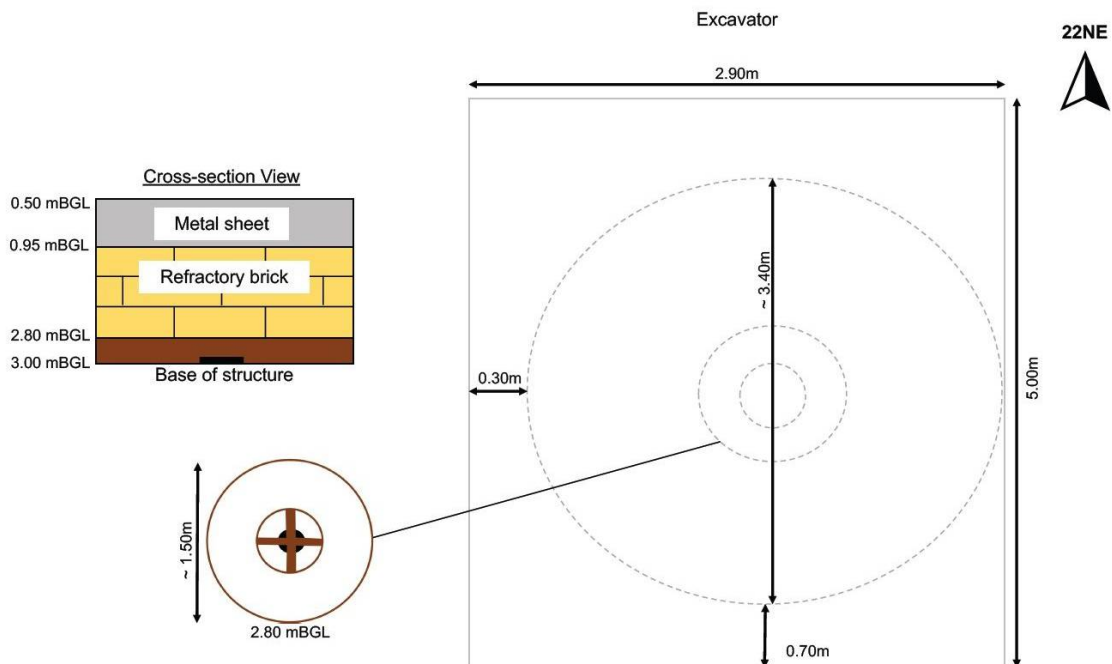 Excavator
22NE
2.90m
Cross-section View
0.50 mBGL
Metal sheet
0.95 mBGL
Refractory brick
2.80 mBGL
3.00 mBGL
Base of structure
~ 3.40m
0.30m
5.00m
~ 1.50m
2.80 mBGL
0.70m